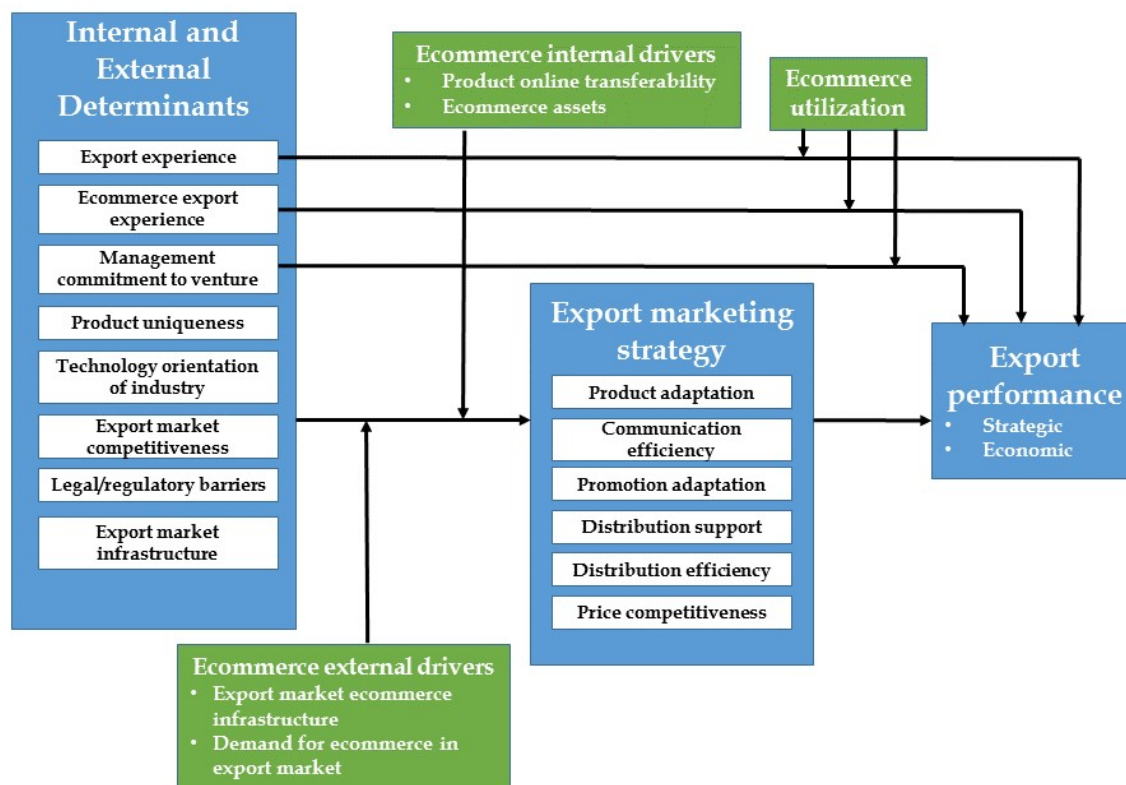 Internal and
External
Determinants
Export experience
Ecommerce export
experience
Management
commitment to venture
Product uniqueness
Technology orientation
of industry
Export market
competitiveness
Legal/regulatory barriers
Export market
infrastructure
Ecommerce internal drivers
• Product online transferability
• Ecommerce assets
Ecommerce
utilization
Export marketing
strategy
Product adaptation
Communication
efficiency
Promotion adaptation
Distribution support
Distribution efficiency
Price competitiveness
Export
performance
• Strategic
• Economic
Ecommerce external drivers
• Export market ecommerce
infrastructure
• Demand for ecommerce in
export market